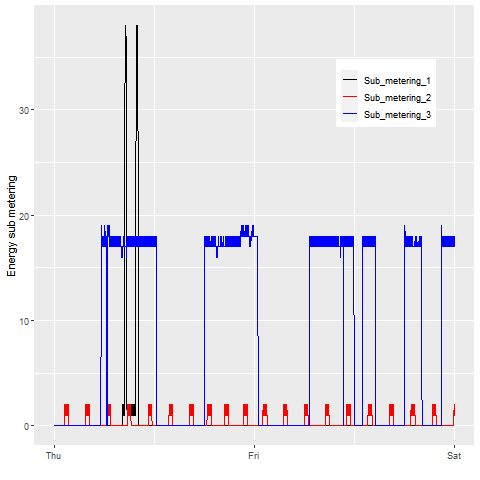 Energy sub metering
30
20
10
0
Thu
Fri
Sat
Sub_metering_1
Sub_metering_2
Sub_metering_3